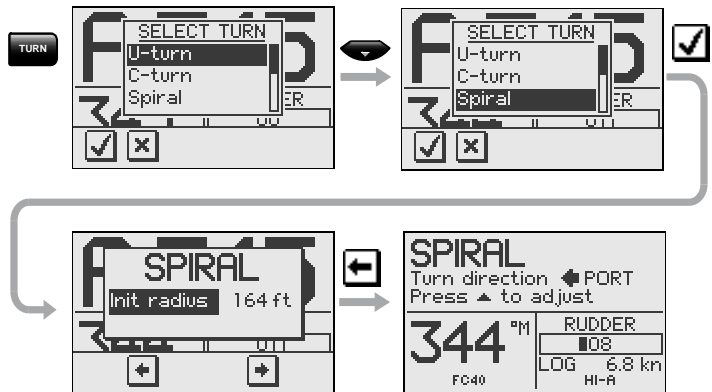 TURN
SELECT TURN
U-turn
C-turn
Spiral
SELECT TURN
U-turn
C-turn
Spiral
SPIRAL
Init radius 164 ft
SPIRAL
Turn direction PORT
Press ▲ to adjust
344 °M
FC40
RUDDER
08
LOG 6.8 kn
HI-A